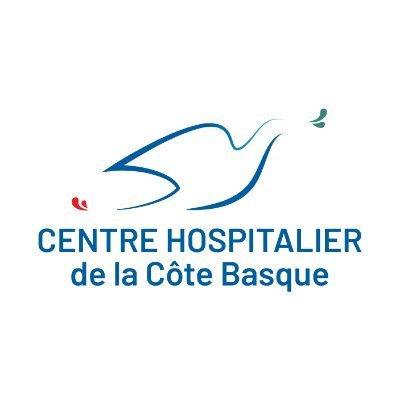 CENTRE HOSPITALIER
de la Côte Basque